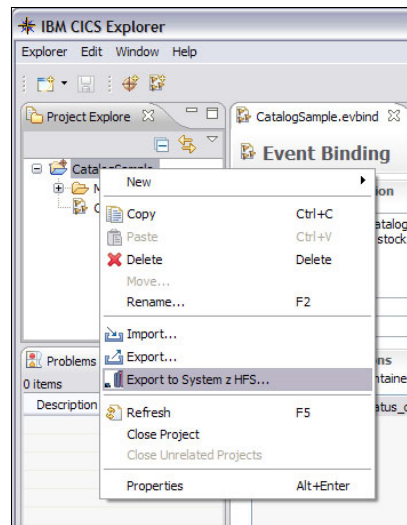 IBM CICS Explorer
Explorer Edit Window Help
Project Explore
CatalogSample.evbind
Event Binding
CatalogSample
New
Copy Ctrl+C
Paste Ctrl+V
Delete Delete
Move...
Rename... F2
Import...
Export...
Export to System z HFS...
Refresh F5
Close Project
Close Unrelated Projects
Properties Alt+Enter
Problems
0 items
Description